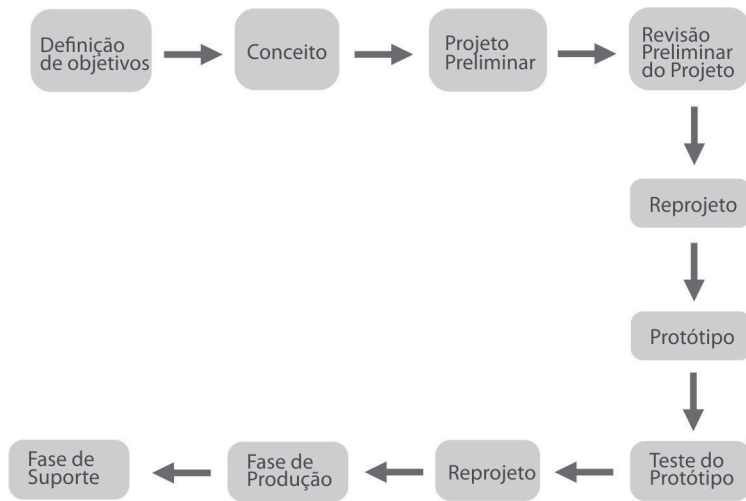 Definição
de objetivos
Conceito
Projeto
Preliminar
Revisão
Preliminar
do Projeto
Reprojeto
Protótipo
Teste do
Protótipo
Reprojeto
Fase de
Produção
Fase de
Suporte